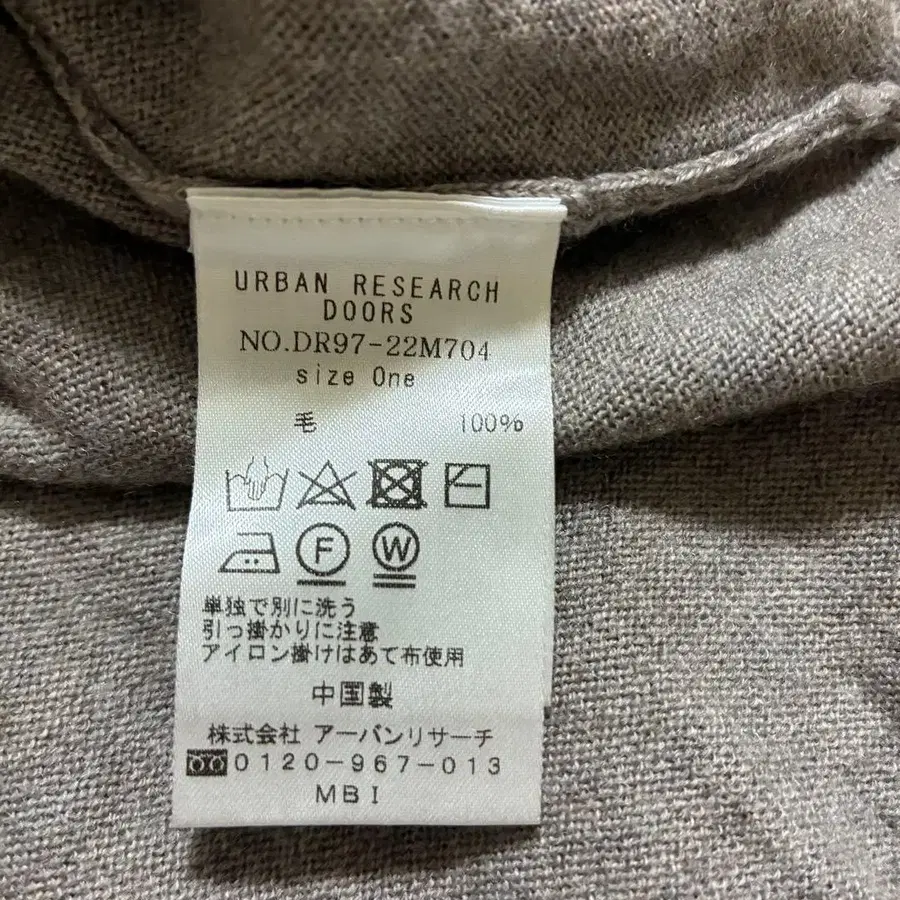 URBAN RESEARCH
DOORS
NO.DR97-22M704
size One
毛 100%
F W
単独で別に洗う
引っ掛かりに注意
アイロン掛けはあて布使用
中国製
株式会社 アーバンリサーチ
0120-967-013
MBI